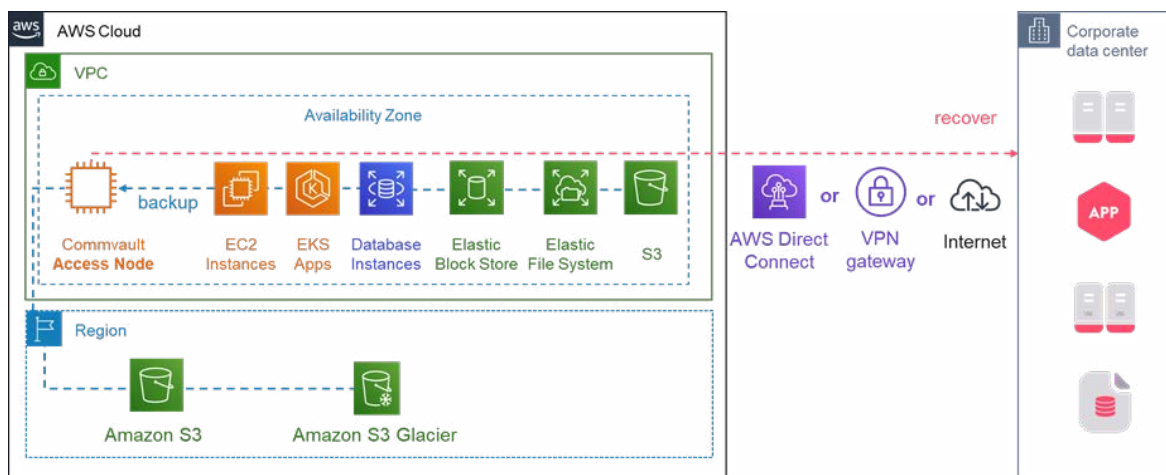 aws
AWS Cloud
Corporate
data center
VPC
Availability Zone
recover
backup
Commvault
Access Node
EC2
Instances
EKS
Apps
Database
Instances
Elastic
Block Store
Elastic
File System
S3
or
or
AWS Direct
Connect
VPN
gateway
Internet
APP
Region
Amazon S3
Amazon S3 Glacier